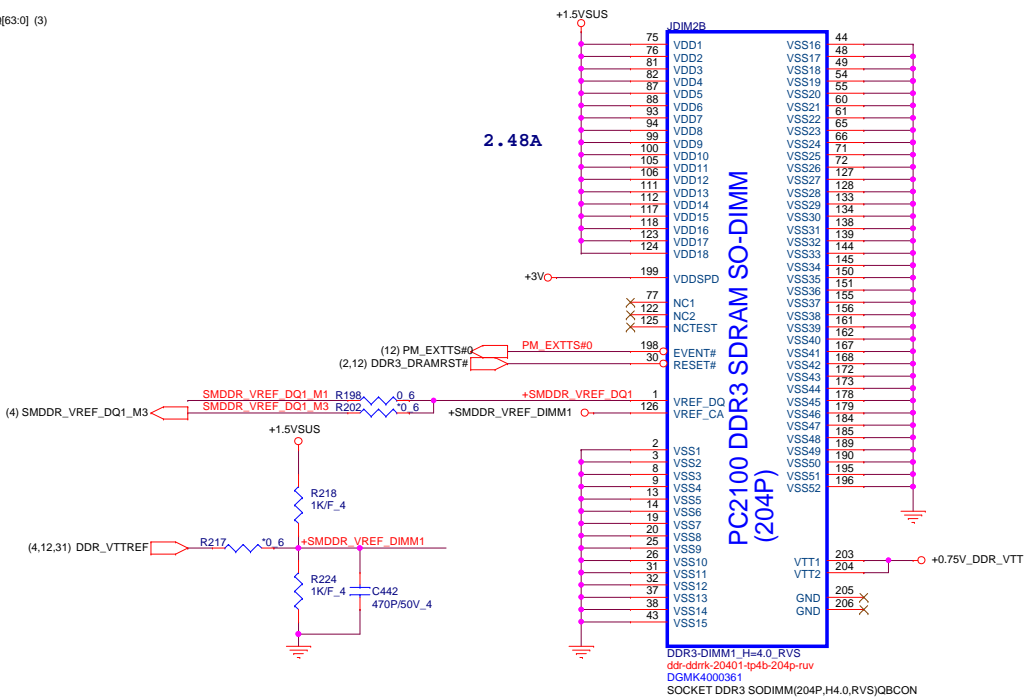 Q[63:0] (3)
+1.5VSUS
JDIM2B
75 VDD1 VSS16 44
76 VDD2 VSS17 48
81 VDD3 VSS18 49
82 VDD4 VSS19 54
87 VDD5 VSS20 55
88 VDD6 VSS21 60
93 VDD7 VSS22 61
94 VDD8 VSS23 65
2.48A
99 VDD9 VSS24 66
100 VDD10 VSS25 71
105 VDD11 VSS26 72
106 VDD12 VSS27 127
111 VDD13 VSS28 128
112 VDD14 VSS29 133
117 VDD15 VSS30 134
118 VDD16 VSS31 138
123 VDD17 VSS32 139
124 VDD18 VSS33 144
VSS34 145
+3V 199 VDDSPD VSS35 150
VSS36 151
77 NC1 VSS37 155
122 NC2 VSS38 156
125 NCTEST VSS39 161
VSS40 162
(12) PM_EXTTS#0 PM_EXTTS#0 198 EVENT# VSS41 167
(2,12) DDR3_DRAMRST# 30 RESET# VSS42 168
VSS43 172
VSS44 173
SMDDR_VREF_DQ1_M1 R198 0_6 +SMDDR_VREF_DQ1 1 VREF_DQ VSS45 178
(4) SMDDR_VREF_DQ1_M3 SMDDR_VREF_DQ1_M3 R202 *0_6 +SMDDR_VREF_DIMM1 126 VREF_CA VSS46 179
VSS47 184
VSS48 185
2 VSS1 VSS49 189
3 VSS2 VSS50 190
8 VSS3 VSS51 195
9 VSS4 VSS52 196
13 VSS5
14 VSS6
19 VSS7
20 VSS8
25 VSS9
26 VSS10 VTT1 203 +0.75V_DDR_VTT
31 VSS11 VTT2 204
32 VSS12
37 VSS13 GND 205
38 VSS14 GND 206
43 VSS15
PC2100 DDR3 SDRAM SO-DIMM
(204P)
+1.5VSUS
R218
1K/F_4
(4,12,31) DDR_VTTREF R217 *0_6 +SMDDR_VREF_DIMM1
R224
1K/F_4
C442
470P/50V_4
DDR3-DIMM1_H=4.0_RVS
ddr-ddrrk-20401-tp4b-204p-ruv
DGMK4000361
SOCKET DDR3 SODIMM(204P,H4.0,RVS)QBCON